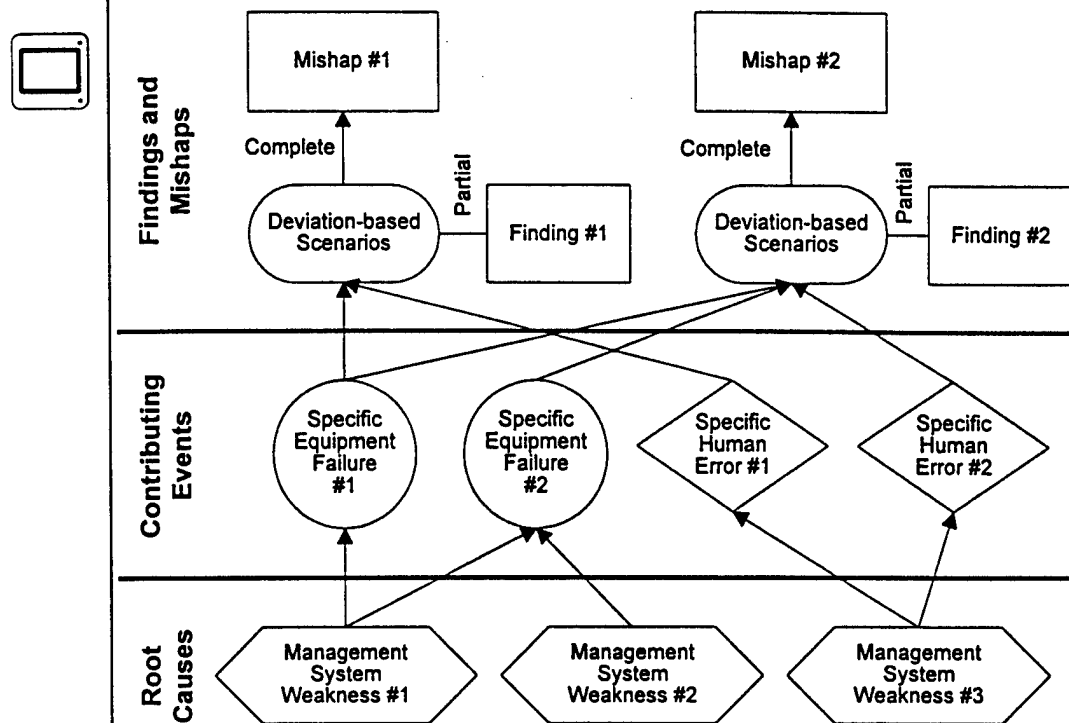 Findings and
Mishaps
Mishap #1
Mishap #2
Complete
Complete
Partial
Partial
Deviation-based
Scenarios
Finding #1
Deviation-based
Scenarios
Finding #2
Contributing
Events
Specific
Equipment
Failure
#1
Specific
Equipment
Failure
#2
Specific
Human
Error #1
Specific
Human
Error #2
Root
Causes
Management
System
Weakness #1
Management
System
Weakness #2
Management
System
Weakness #3